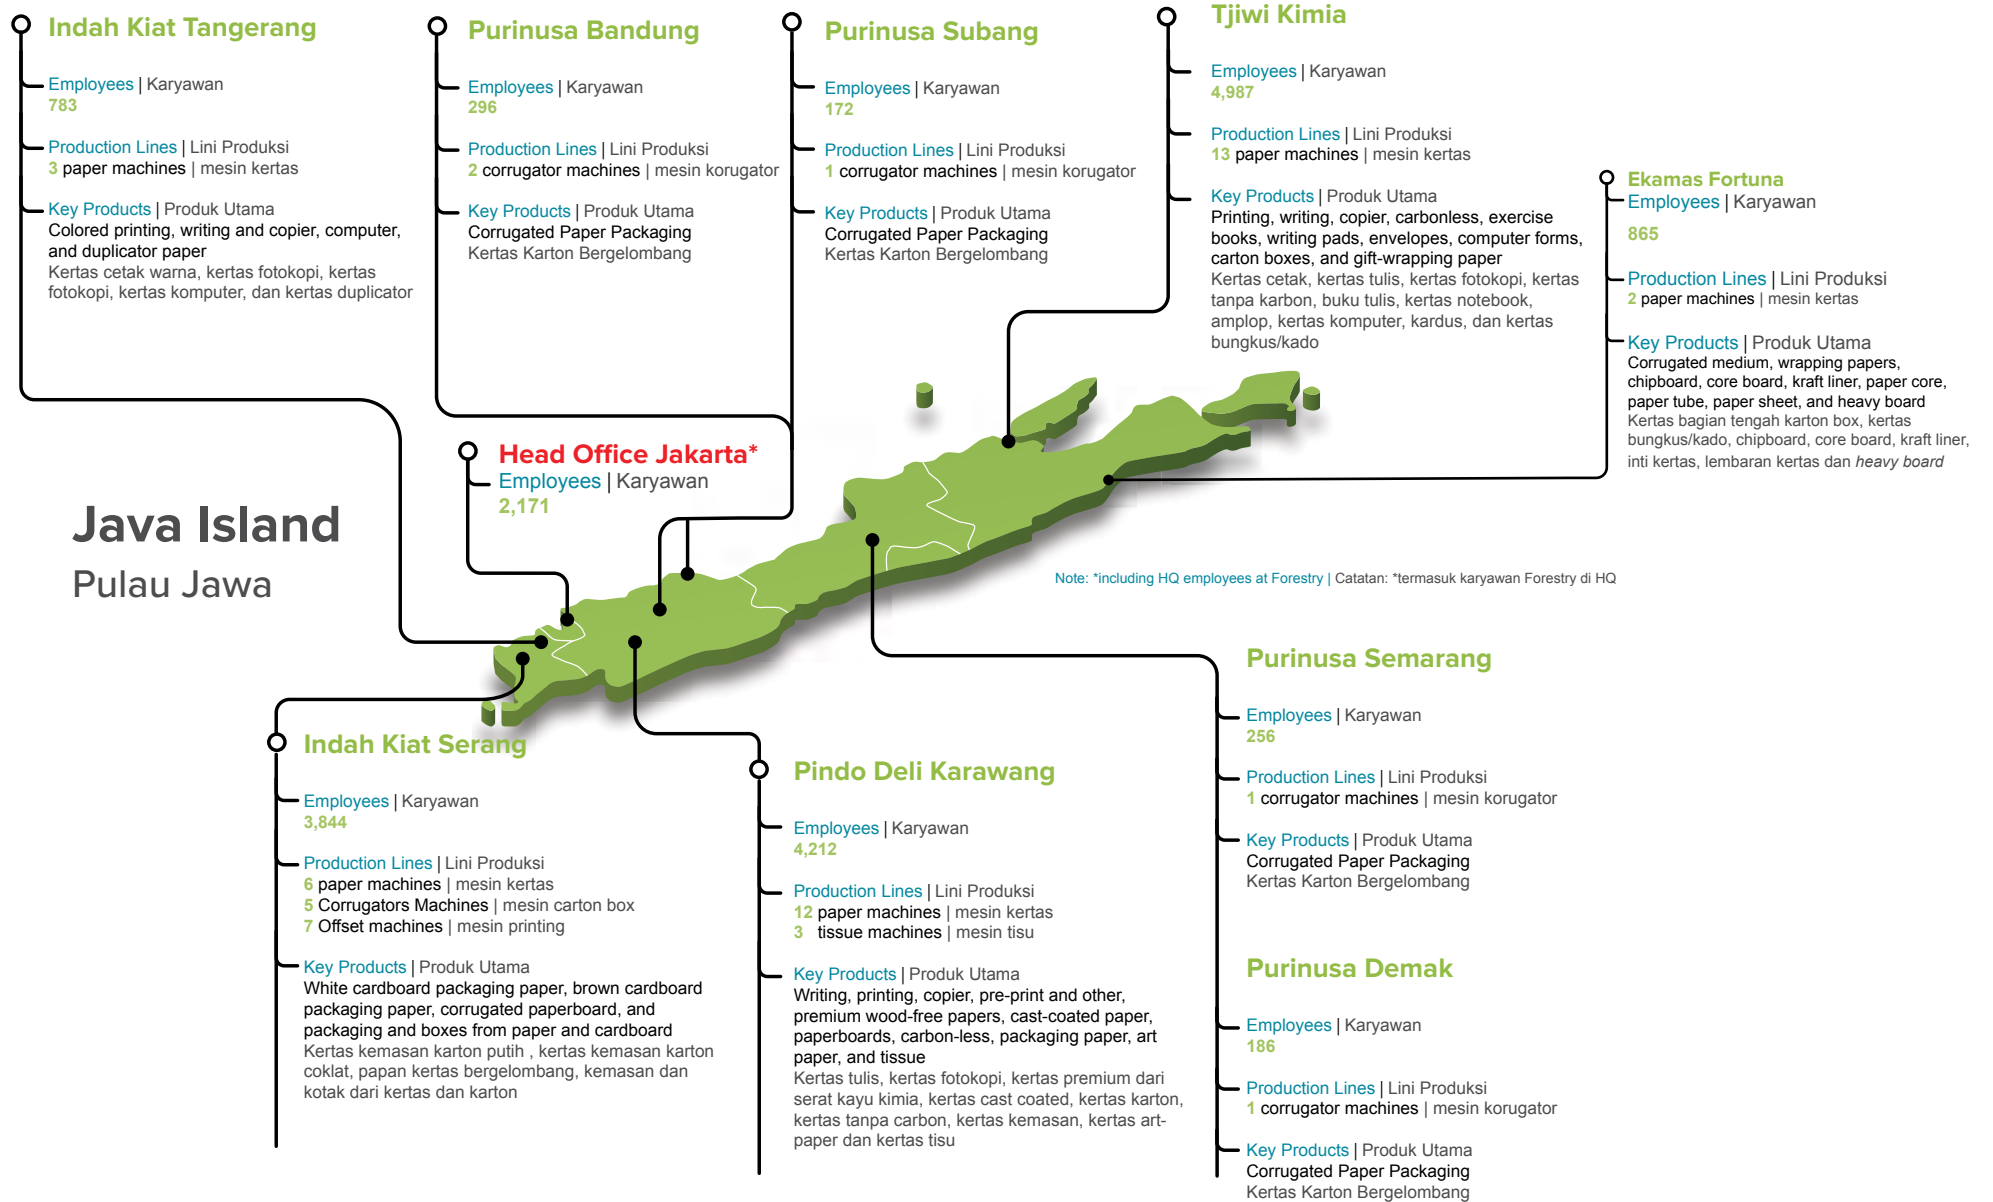 Indah Kiat Tangerang
Employees | Karyawan
783
Production Lines | Lini Produksi
3 paper machines | mesin kertas
Key Products | Produk Utama
Colored printing, writing and copier, computer,
and duplicator paper
Kertas cetak warna, kertas fotokopi, kertas
fotokopi, kertas komputer, dan kertas duplicator
Purinusa Bandung
Employees | Karyawan
296
Production Lines | Lini Produksi
2 corrugator machines | mesin korugator
Key Products | Produk Utama
Corrugated Paper Packaging
Kertas Karton Bergelombang
Purinusa Subang
Employees | Karyawan
172
Production Lines | Lini Produksi
1 corrugator machines | mesin korugator
Key Products | Produk Utama
Corrugated Paper Packaging
Kertas Karton Bergelombang
Tjiwi Kimia
Employees | Karyawan
4,987
Production Lines | Lini Produksi
13 paper machines | mesin kertas
Key Products | Produk Utama
Printing, writing, copier, carbonless, exercise
books, writing pads, envelopes, computer forms,
carton boxes, and gift-wrapping paper
Kertas cetak, kertas tulis, kertas fotokopi, kertas
tanpa karbon, buku tulis, kertas notebook,
amplop, kertas komputer, kardus, dan kertas
bungkus/kado
Ekamas Fortuna
Employees | Karyawan
865
Production Lines | Lini Produksi
2 paper machines | mesin kertas
Key Products | Produk Utama
Corrugated medium, wrapping papers,
chipboard, core board, kraft liner, paper core,
paper tube, paper sheet, and heavy board
Kertas bagian tengah karton box, kertas
bungkus/kado, chipboard, core board, kraft liner,
inti kertas, lembaran kertas dan heavy board
Head Office Jakarta*
Employees | Karyawan
2,171
Java Island
Pulau Jawa
Note: *including HQ employees at Forestry | Catatan: *termasuk karyawan Forestry di HQ
Indah Kiat Serang
Employees | Karyawan
3,844
Production Lines | Lini Produksi
6 paper machines | mesin kertas
5 Corrugators Machines | mesin carton box
7 Offset machines | mesin printing
Key Products | Produk Utama
White cardboard packaging paper, brown cardboard
packaging paper, corrugated paperboard, and
packaging and boxes from paper and cardboard
Kertas kemasan karton putih , kertas kemasan karton
coklat, papan kertas bergelombang, kemasan dan
kotak dari kertas dan karton
Pindo Deli Karawang
Employees | Karyawan
4,212
Production Lines | Lini Produksi
12 paper machines | mesin kertas
3 tissue machines | mesin tisu
Key Products | Produk Utama
Writing, printing, copier, pre-print and other,
premium wood-free papers, cast-coated paper,
paperboards, carbon-less, packaging paper, art
paper, and tissue
Kertas tulis, kertas fotokopi, kertas premium dari
serat kayu kimia, kertas cast coated, kertas karton,
kertas tanpa carbon, kertas kemasan, kertas art-
paper dan kertas tisu
Purinusa Semarang
Employees | Karyawan
256
Production Lines | Lini Produksi
1 corrugator machines | mesin korugator
Key Products | Produk Utama
Corrugated Paper Packaging
Kertas Karton Bergelombang
Purinusa Demak
Employees | Karyawan
186
Production Lines | Lini Produksi
1 corrugator machines | mesin korugator
Key Products | Produk Utama
Corrugated Paper Packaging
Kertas Karton Bergelombang